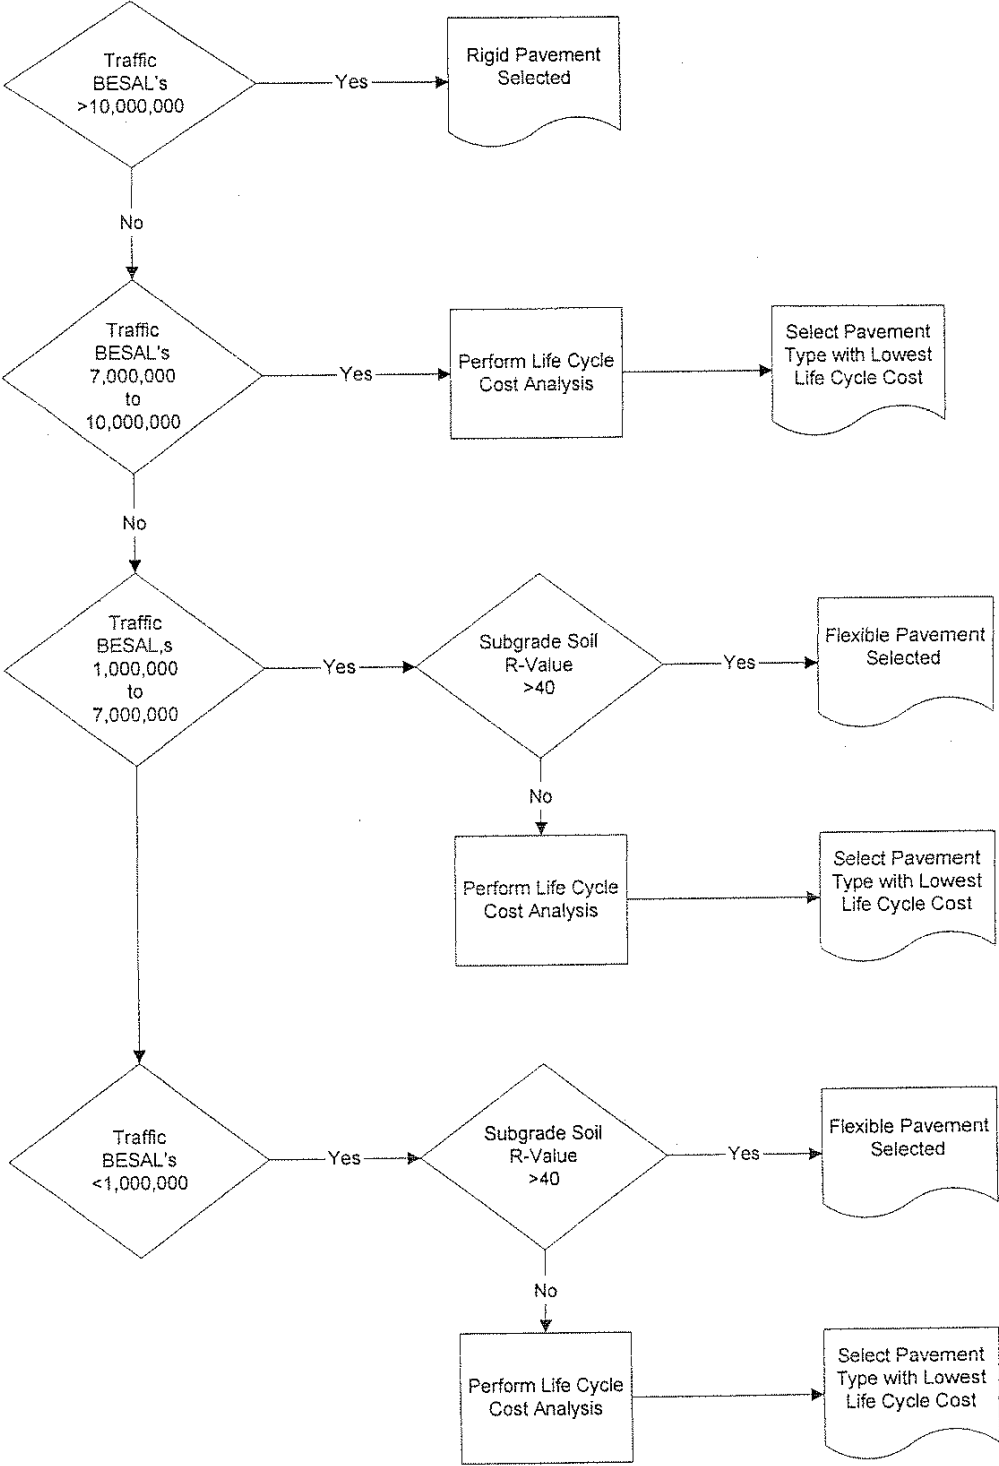 Traffic
BESAL's
>10,000,000
Yes
Rigid Pavement
Selected
No
Traffic
BESAL's
7,000,000
to
10,000,000
Yes
Perform Life Cycle
Cost Analysis
Select Pavement
Type with Lowest
Life Cycle Cost
No
Traffic
BESAL,s
1,000,000
to
7,000,000
Yes
Subgrade Soil
R-Value
>40
Yes
Flexible Pavement
Selected
No
Perform Life Cycle
Cost Analysis
Select Pavement
Type with Lowest
Life Cycle Cost
Traffic
BESAL's
<1,000,000
Yes
Subgrade Soil
R-Value
>40
Yes
Flexible Pavement
Selected
No
Perform Life Cycle
Cost Analysis
Select Pavement
Type with Lowest
Life Cycle Cost